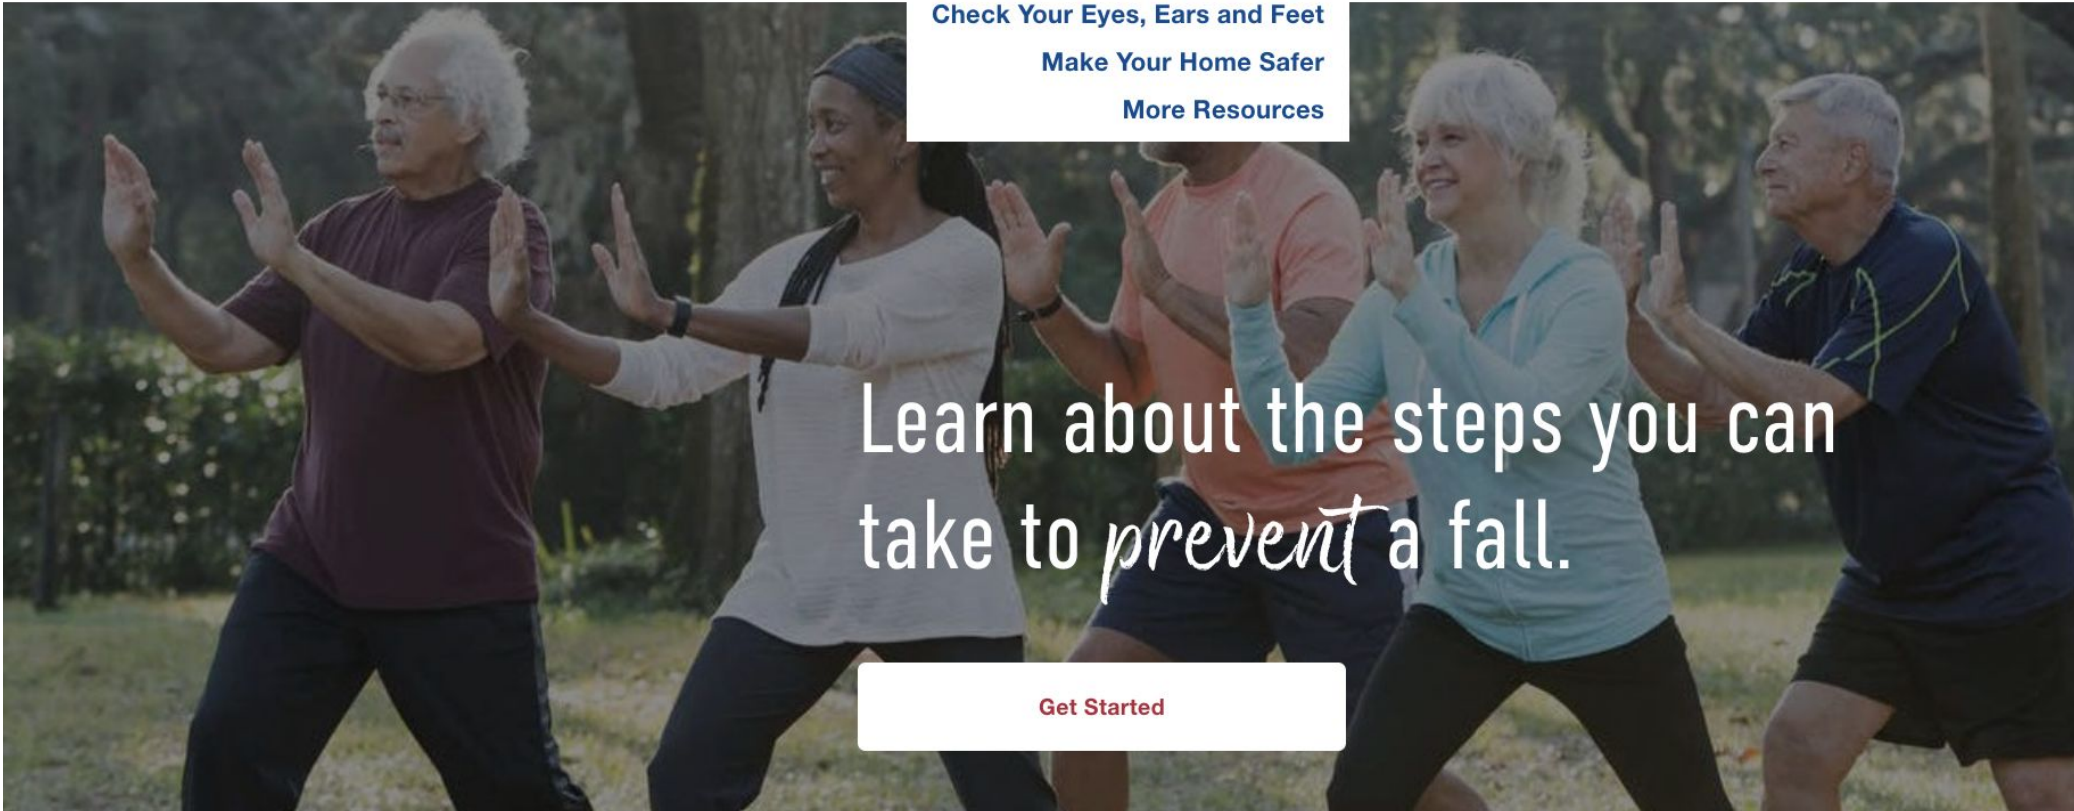 Check Your Eyes, Ears and Feet
Make Your Home Safer
More Resources
Learn about the steps you can
take to prevent a fall.
Get Started